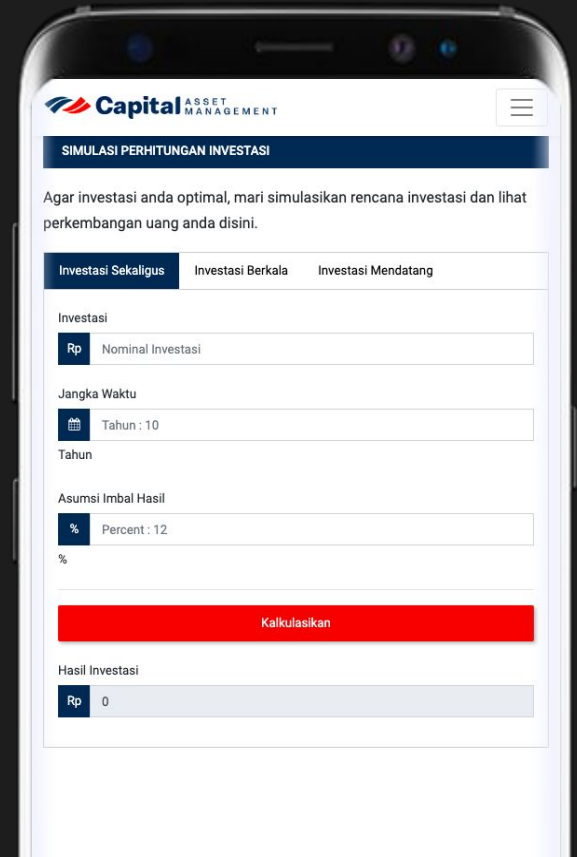 Capital ASSET
MANAGEMENT
SIMULASI PERHITUNGAN INVESTASI
Agar investasi anda optimal, mari simulasikan rencana investasi dan lihat
perkembangan uang anda disini.
Investasi Sekaligus Investasi Berkala Investasi Mendatang
Investasi
Rp Nominal Investasi
Jangka Waktu
Tahun : 10
Tahun
Asumsi Imbal Hasil
% Percent : 12
%
Kalkulasikan
Hasil Investasi
Rp 0